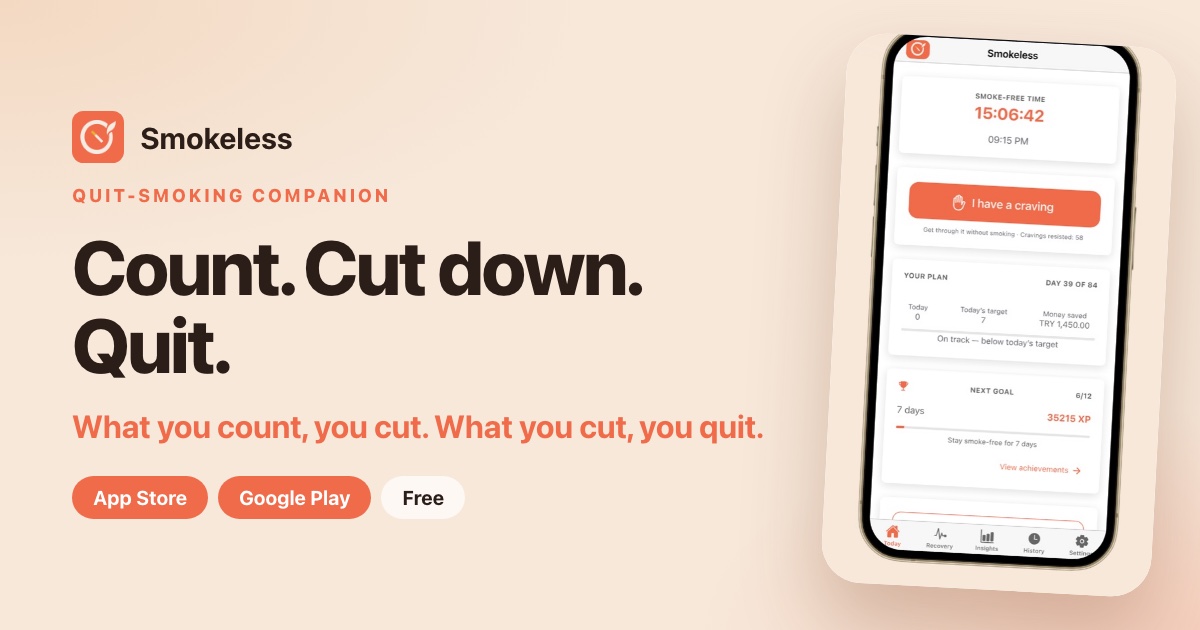 Smokeless
QUIT-SMOKING COMPANION
Count. Cut down.
Quit.
What you count, you cut. What you cut, you quit.
App Store
Google Play
Free
Smokeless
SMOKE-FREE TIME
15:06:42
09:15 PM
I have a craving
Get through it without smoking · Cravings resisted: 58
YOUR PLAN
DAY 39 OF 84
Today
Today's target
Money saved
0
7
TRY 1,450.00
On track — below today's target
NEXT GOAL
6/12
7 days
35215 XP
Stay smoke-free for 7 days
View achievements →
Today
Recovery
Insights
History
Settings